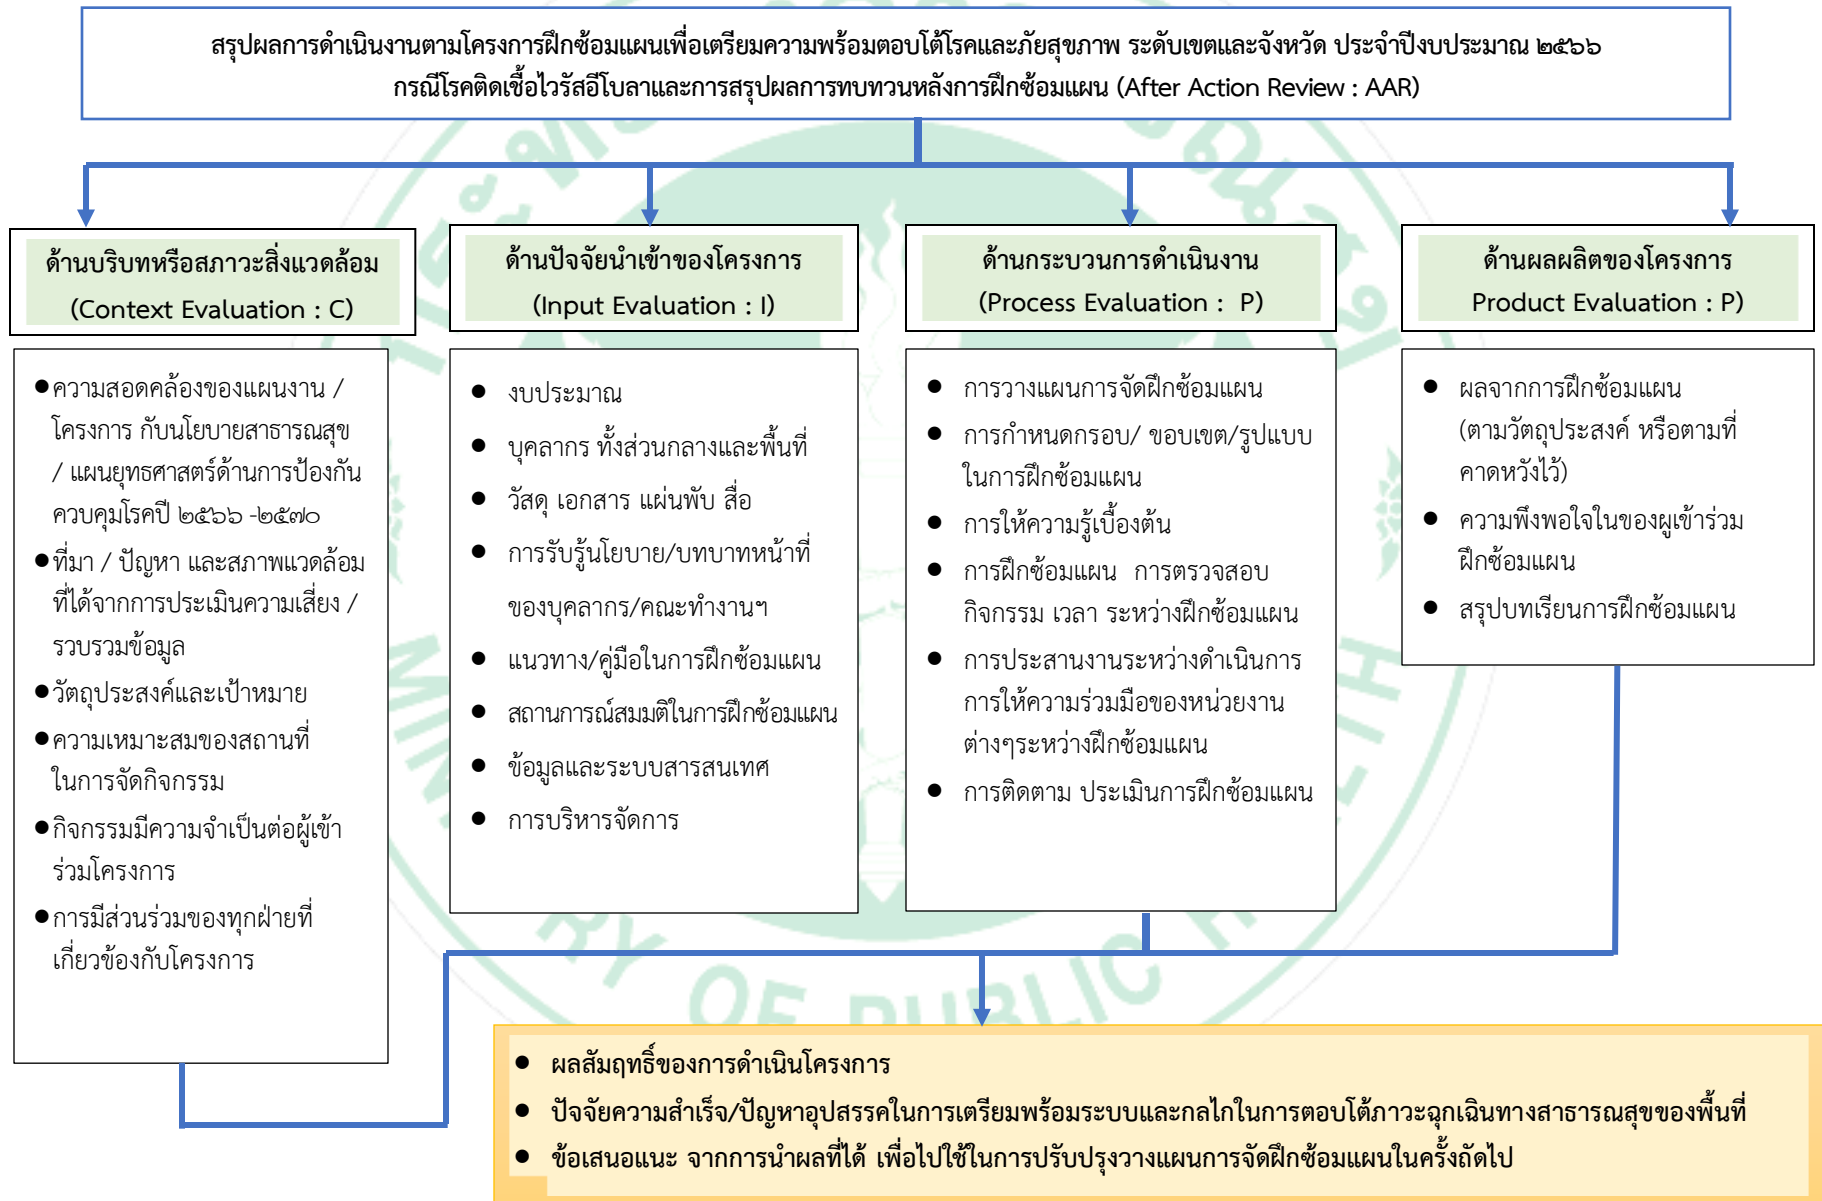 สรุปผลการดำเนินงานตามโครงการฝึกซ้อมแผนเพื่อเตรียมความพร้อมตอบโต้โรคและภัยสุขภาพ ระดับเขตและจังหวัด ประจำปีงบประมาณ ๒๕๖๖
กรณีโรคติดเชื้อไวรัสอีโบลาและการสรุปผลการทบทวนหลังการฝึกซ้อมแผน (After Action Review : AAR)
ด้านบริบทหรือสภาวะสิ่งแวดล้อม
(Context Evaluation : C)
●ความสอดคล้องของแผนงาน /
โครงการ กับนโยบายสาธารณสุข
/ แผนยุทธศาสตร์ด้านการป้องกัน
ควบคุมโรคปี ๒๕๖๖ -๒๕๗๐
●ที่มา / ปัญหา และสภาพแวดล้อม
ที่ได้จากการประเมินความเสี่ยง /
รวบรวมข้อมูล
●วัตถุประสงค์และเป้าหมาย
●ความเหมาะสมของสถานที่
ในการจัดกิจกรรม
●กิจกรรมมีความจำเป็นต่อผู้เข้า
ร่วมโครงการ
●การมีส่วนร่วมของทุกฝ่ายที่
เกี่ยวข้องกับโครงการ
ด้านปัจจัยนำเข้าของโครงการ
(Input Evaluation : I)
● งบประมาณ
● บุคลากร ทั้งส่วนกลางและพื้นที่
● วัสดุ เอกสาร แผ่นพับ สื่อ
● การรับรู้นโยบาย/บทบาทหน้าที่
ของบุคลากร/คณะทำงานฯ
● แนวทาง/คู่มือในการฝึกซ้อมแผน
● สถานการณ์สมมติในการฝึกซ้อมแผน
● ข้อมูลและระบบสารสนเทศ
● การบริหารจัดการ
ด้านกระบวนการดำเนินงาน
(Process Evaluation : P)
● การวางแผนการจัดฝึกซ้อมแผน
● การกำหนดกรอบ/ ขอบเขต/รูปแบบ
ในการฝึกซ้อมแผน
● การให้ความรู้เบื้องต้น
● การฝึกซ้อมแผน การตรวจสอบ
กิจกรรม เวลา ระหว่างฝึกซ้อมแผน
● การประสานงานระหว่างดำเนินการ
การให้ความร่วมมือของหน่วยงาน
ต่างๆระหว่างฝึกซ้อมแผน
● การติดตาม ประเมินการฝึกซ้อมแผน
ด้านผลผลิตของโครงการ
Product Evaluation : P)
● ผลจากการฝึกซ้อมแผน
(ตามวัตถุประสงค์ หรือตามที่
คาดหวังไว้)
● ความพึงพอใจในของผูเข้าร่วม
ฝึกซ้อมแผน
● สรุปบทเรียนการฝึกซ้อมแผน
● ผลสัมฤทธิ์ของการดำเนินโครงการ
● ปัจจัยความสำเร็จ/ปัญหาอุปสรรคในการเตรียมพร้อมระบบและกลไกในการตอบโต้ภาวะฉุกเฉินทางสาธารณสุขของพื้นที่
● ข้อเสนอแนะ จากการนำผลที่ได้ เพื่อไปใช้ในการปรับปรุงวางแผนการจัดฝึกซ้อมแผนในครั้งถัดไป